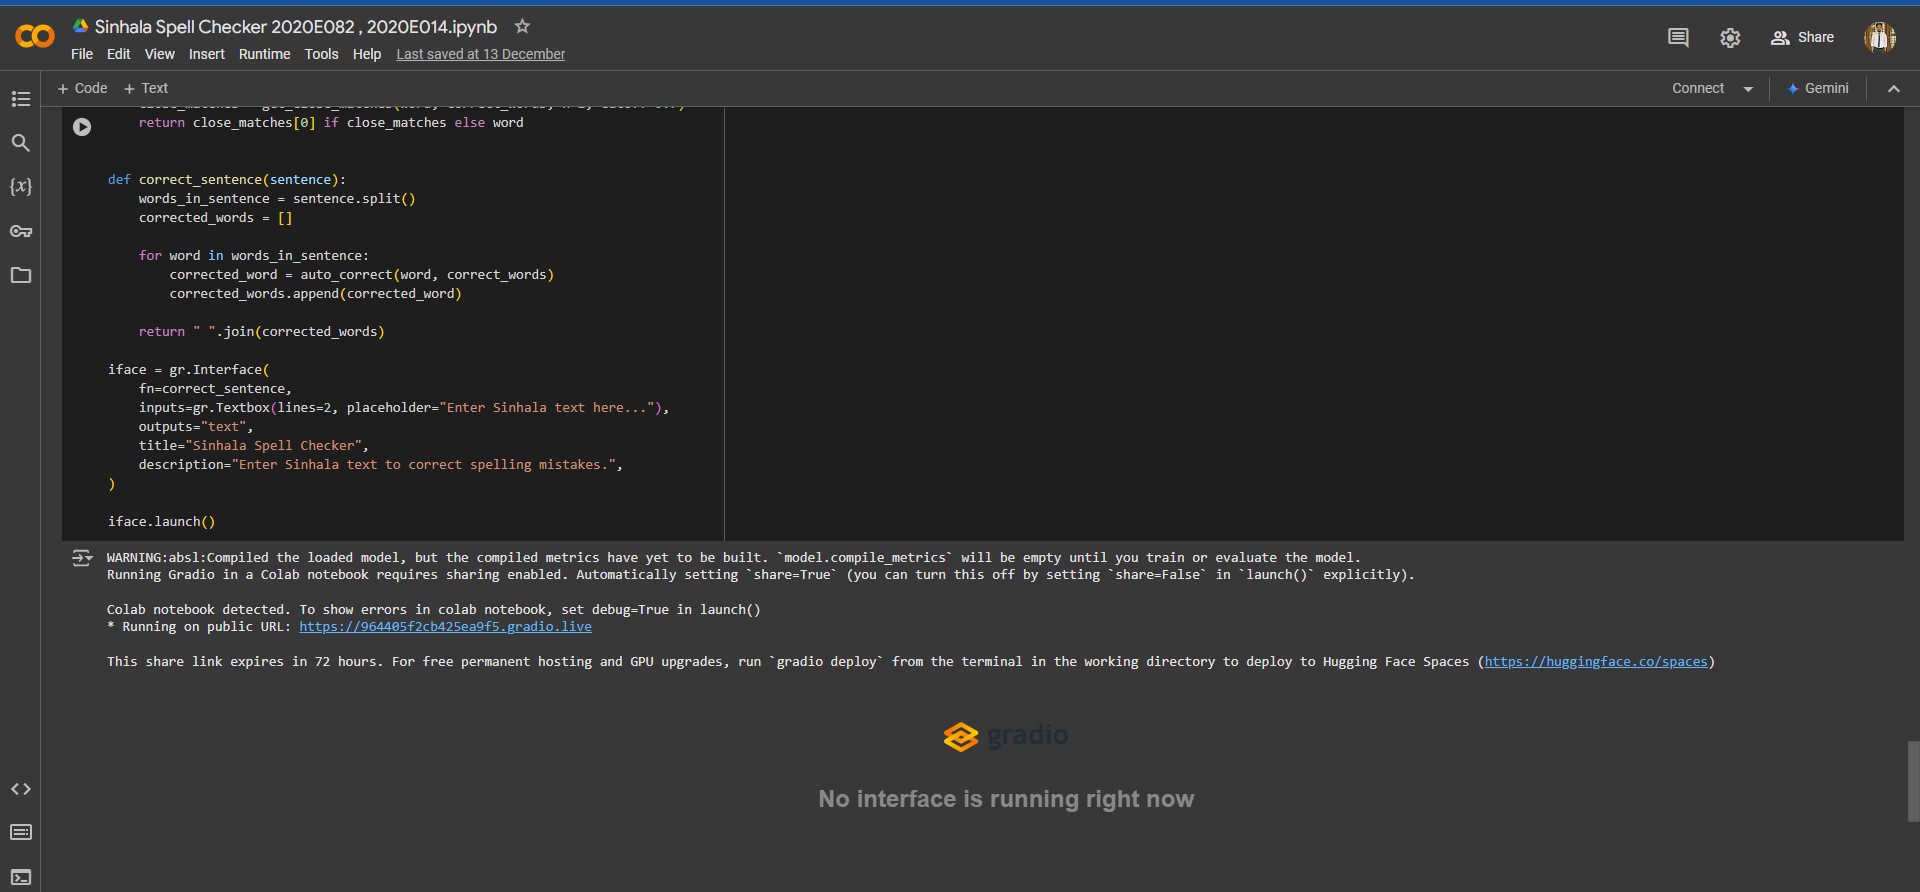 Sinhala Spell Checker 2020E082 , 2020E014.ipynb
File Edit View Insert Runtime Tools Help Last saved at 13 December
Share
+ Code + Text
Connect
Gemini
return close_matches[0] if close_matches else word
def correct_sentence(sentence):
words_in_sentence = sentence.split()
corrected_words = []
for word in words_in_sentence:
corrected_word = auto_correct(word, correct_words)
corrected_words.append(corrected_word)
return " ".join(corrected_words)
iface = gr.Interface(
fn=correct_sentence,
inputs=gr.Textbox(lines=2, placeholder="Enter Sinhala text here..."),
outputs="text",
title="Sinhala Spell Checker",
description="Enter Sinhala text to correct spelling mistakes.",
)
iface.launch()
WARNING:absl:Compiled the loaded model, but the compiled metrics have yet to be built. `model.compile_metrics` will be empty until you train or evaluate the model.
Running Gradio in a Colab notebook requires sharing enabled. Automatically setting `share=True` (you can turn this off by setting `share=False` in `launch()` explicitly).
Colab notebook detected. To show errors in colab notebook, set debug=True in launch()
* Running on public URL: https://964405f2cb425ea9f5.gradio.live
This share link expires in 72 hours. For free permanent hosting and GPU upgrades, run `gradio deploy` from the terminal in the working directory to deploy to Hugging Face Spaces (https://huggingface.co/spaces)
gradio
No interface is running right now